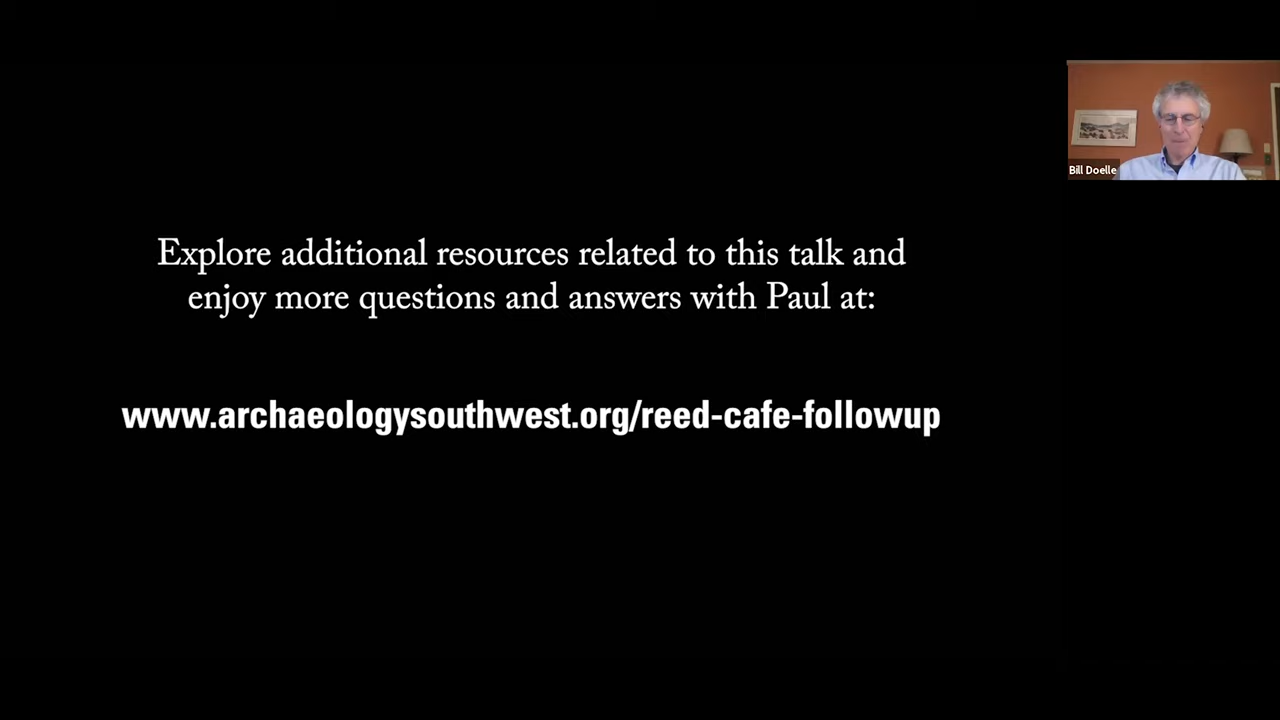 Explore additional resources related to this talk and
enjoy more questions and answers with Paul at:
www.archaeologysouthwest.org/reed-cafe-followup
Bill Doelle